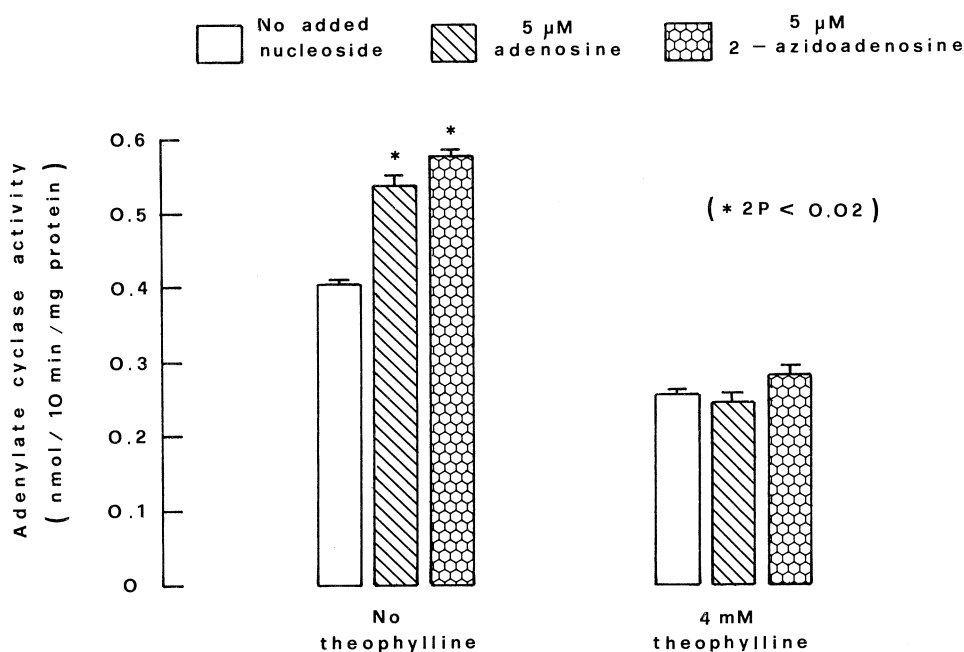 No added
nucleoside
5 µM
adenosine
5 µM
2 – azidoadenosine
Adenylate cyclase activity
( nmol/ 10 min / mg protein )
0.6
0.5
0.4
0.3
0.2
0.1
0
*
*
( * 2P < 0.02 )
No
theophylline
4 mM
theophylline